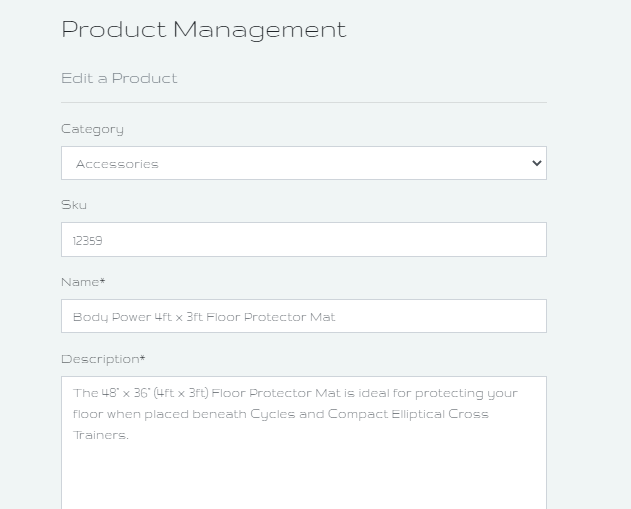 Product Management
Edit a Product
Category
Accessories
Sku
12359
Name*
Body Power 4ft x 3ft Floor Protector Mat
Description*
The 48" x 36" (4ft x 3ft) Floor Protector Mat is ideal for protecting your
floor when placed beneath Cycles and Compact Elliptical Cross
Trainers.